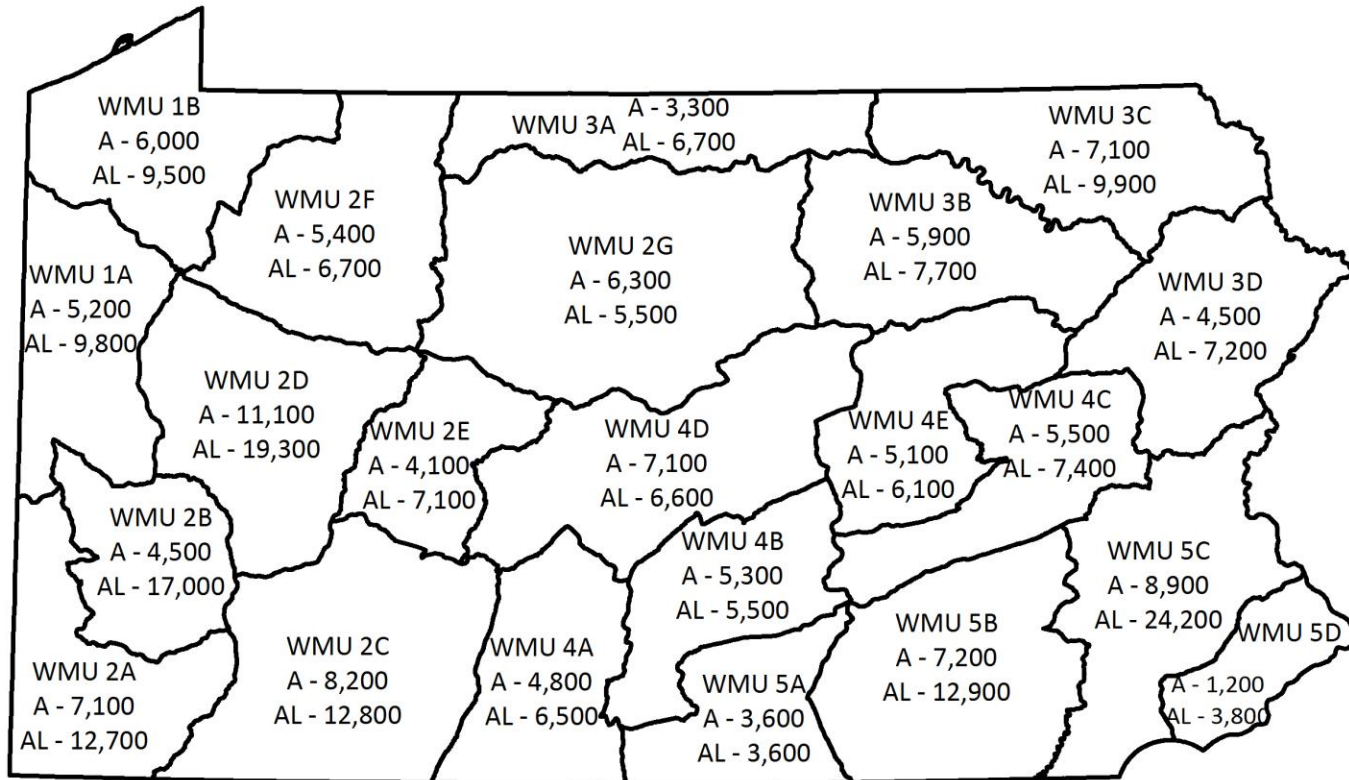 WMU 1B
A - 6,000
AL - 9,500
WMU 3A
A - 3,300
AL - 6,700
WMU 3C
A - 7,100
AL - 9,900
WMU 2F
A - 5,400
AL - 6,700
WMU 3B
A - 5,900
AL - 7,700
WMU 2G
A - 6,300
AL - 5,500
WMU 1A
A - 5,200
AL - 9,800
WMU 3D
A - 4,500
AL - 7,200
WMU 2D
A - 11,100
AL - 19,300
WMU 2E
A - 4,100
AL - 7,100
WMU 4D
A - 7,100
AL - 6,600
WMU 4E
A - 5,100
AL - 6,100
WMU 4C
A - 5,500
AL - 7,400
WMU 2B
A - 4,500
AL - 17,000
WMU 4B
A - 5,300
AL - 5,500
WMU 5C
A - 8,900
AL - 24,200
WMU 2A
A - 7,100
AL - 12,700
WMU 2C
A - 8,200
AL - 12,800
WMU 4A
A - 4,800
AL - 6,500
WMU 5A
A - 3,600
AL - 3,600
WMU 5B
A - 7,200
AL - 12,900
WMU 5D
A - 1,200
AL - 3,800